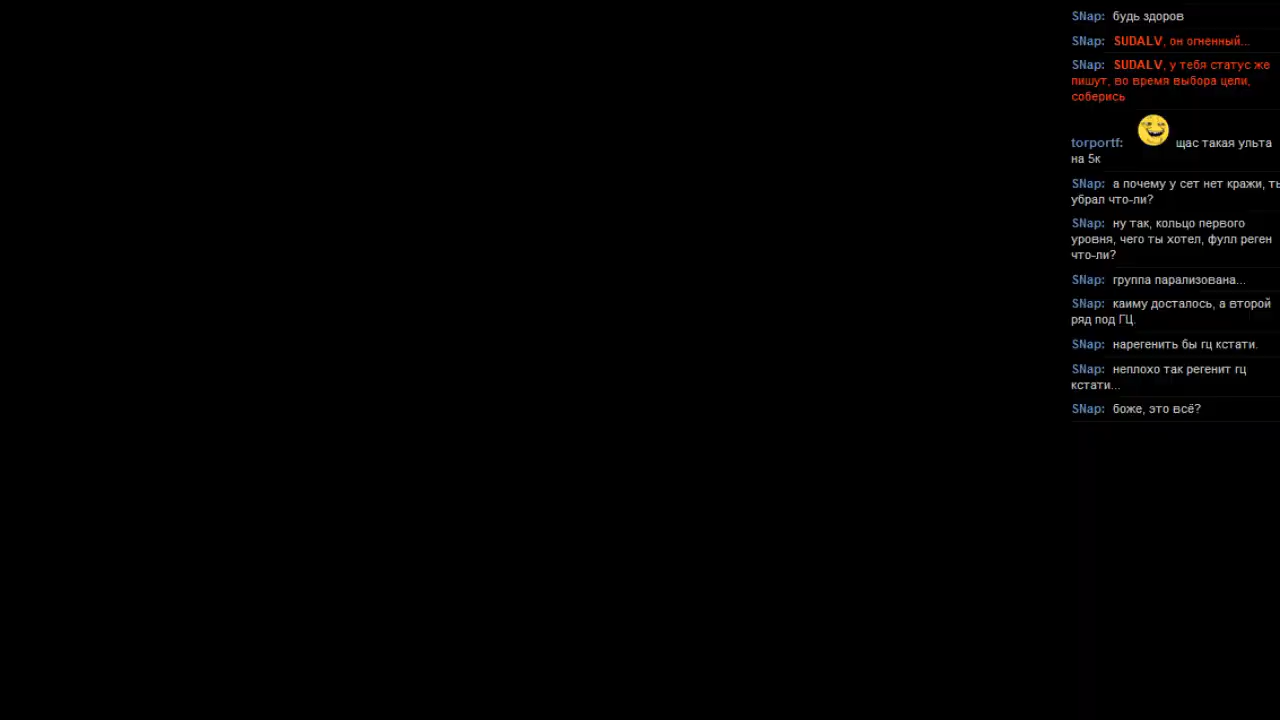 SNap: будь здоров
SNap: SUDALV, он огненный...
SNap: SUDALV, у тебя статус же
пишут, во время выбора цели,
соберись
torportf: щас такая ульта
на 5к
SNap: а почему у сет нет кражи, ты
убрал что-ли?
SNap: ну так, кольцо первого
уровня, чего ты хотел, фулл реген
что-ли?
SNap: группа парализована...
SNap: каиму досталось, а второй
ряд под ГЦ.
SNap: нарегенить бы гц кстати.
SNap: неплохо так регенит гц
кстати...
SNap: боже, это всё?